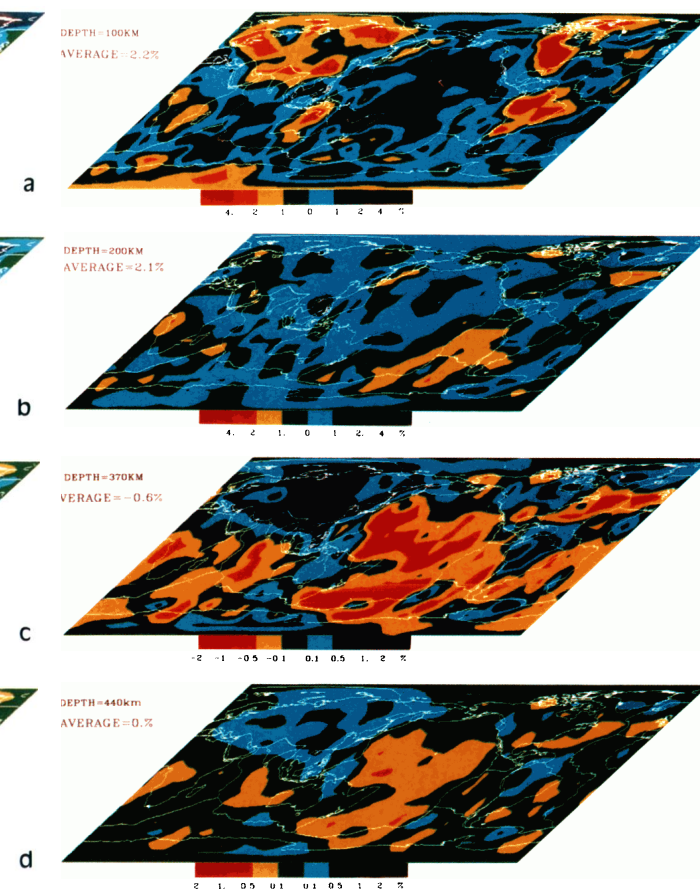 DEPTH=100KM
AVERAGE=2.2%
a
4. 2 1 0 1 2 4 %
DEPTH=200KM
AVERAGE=2.1%
b
4. 2 1. 0 1 2. 4 %
DEPTH=370KM
VERAGE=-0.6%
c
-2 -1 -0.5 -0.1 0.1 0.5 1. 2 %
DEPTH=440km
AVERAGE=0.%
d
2 1. 0.5 0.1 0.1 0.5 1 2 %